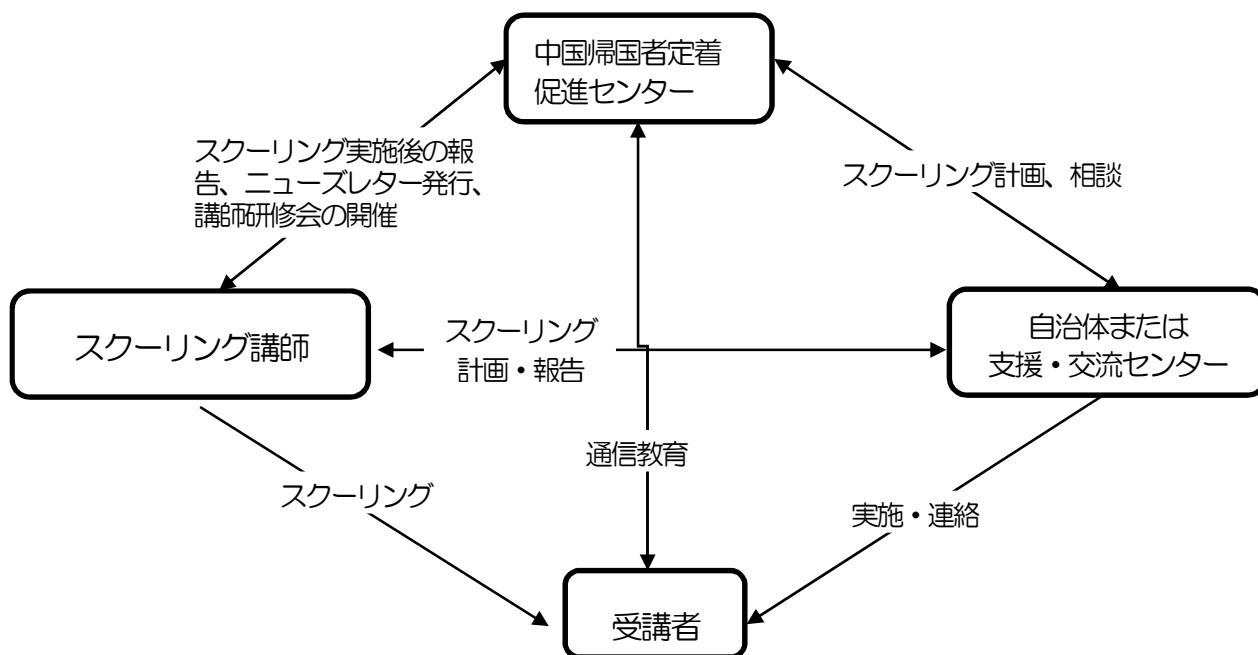 中国帰国者定着
促進センター
スクーリング実施後の報
告、ニューズレター発行、
講師研修会の開催
スクーリング計画、相談
スクーリング講師
スクーリング
計画・報告
自治体または
支援・交流センター
通信教育
スクーリング
実施・連絡
受講者